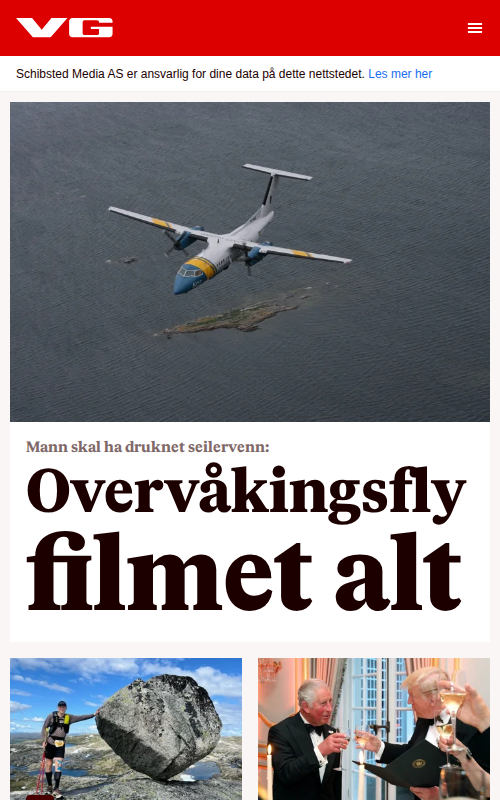 VG
Schibsted Media AS er ansvarlig for dine data på dette nettstedet. Les mer her
Mann skal ha druknet seilervenn:
Overvåkingsfly
filmet alt